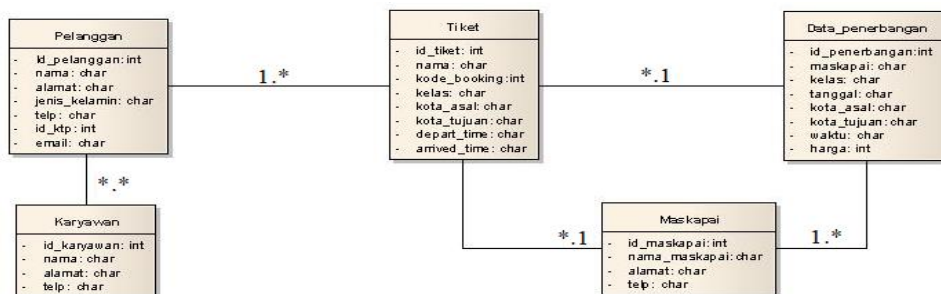 Pelanggan
- Id_pelanggan: int
- nama: char
- alamat: char
- jenis_kelamin: char
- telp: char
- id_ktp: int
- email: char
1.*
Tiket
- id_tiket: int
- nama: char
- kode_booking: int
- kelas: char
- kota_asal: char
- kota_tujuan: char
- depart_time: char
- arrived_time: char
*.1
Data_penerbangan
- id_penerbangan: int
- maskapai: char
- kelas: char
- tanggal: char
- kota_asal: char
- kota_tujuan: char
- waktu: char
- harga: int
*.*
Karyawan
- id_karyawan: int
- nama: char
- alamat: char
- telp: char
*.1
Maskapai
- id_maskapai: int
- nama_maskapai: char
- alamat: char
- telp: char
1.*